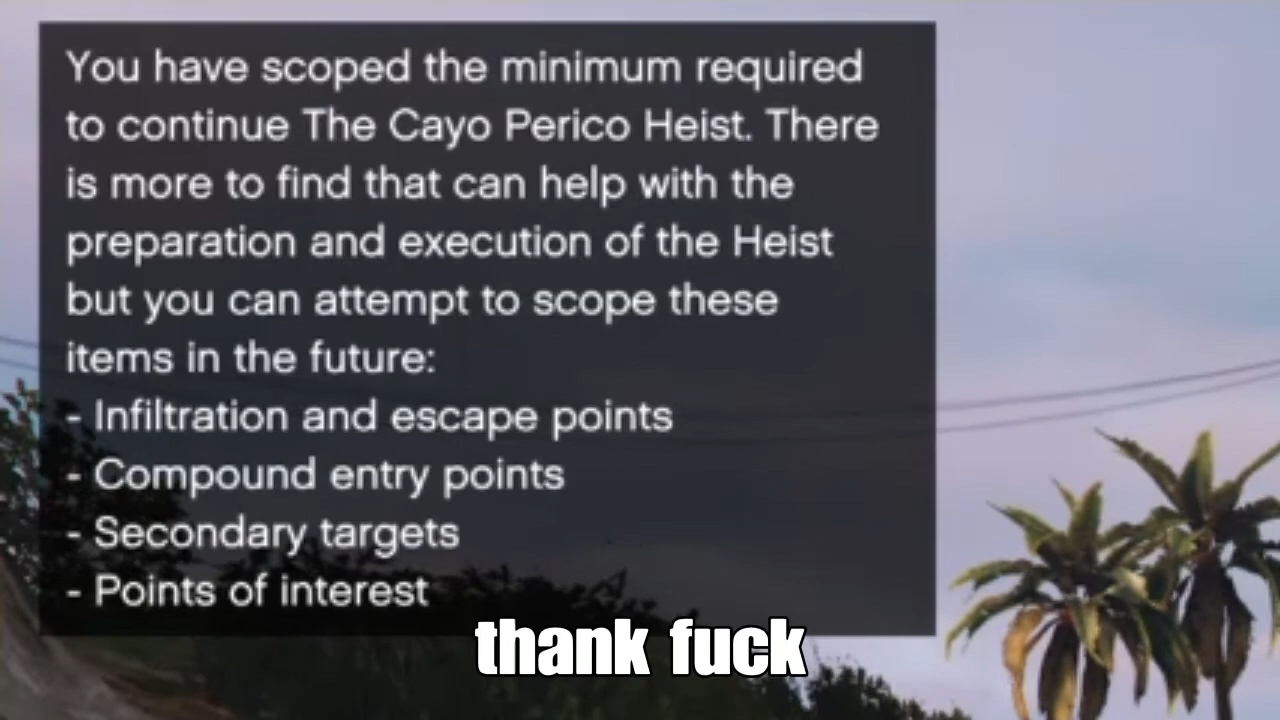 You have scoped the minimum required
to continue The Cayo Perico Heist. There
is more to find that can help with the
preparation and execution of the Heist
but you can attempt to scope these
items in the future:
- Infiltration and escape points
- Compound entry points
- Secondary targets
- Points of interest
thank fuck